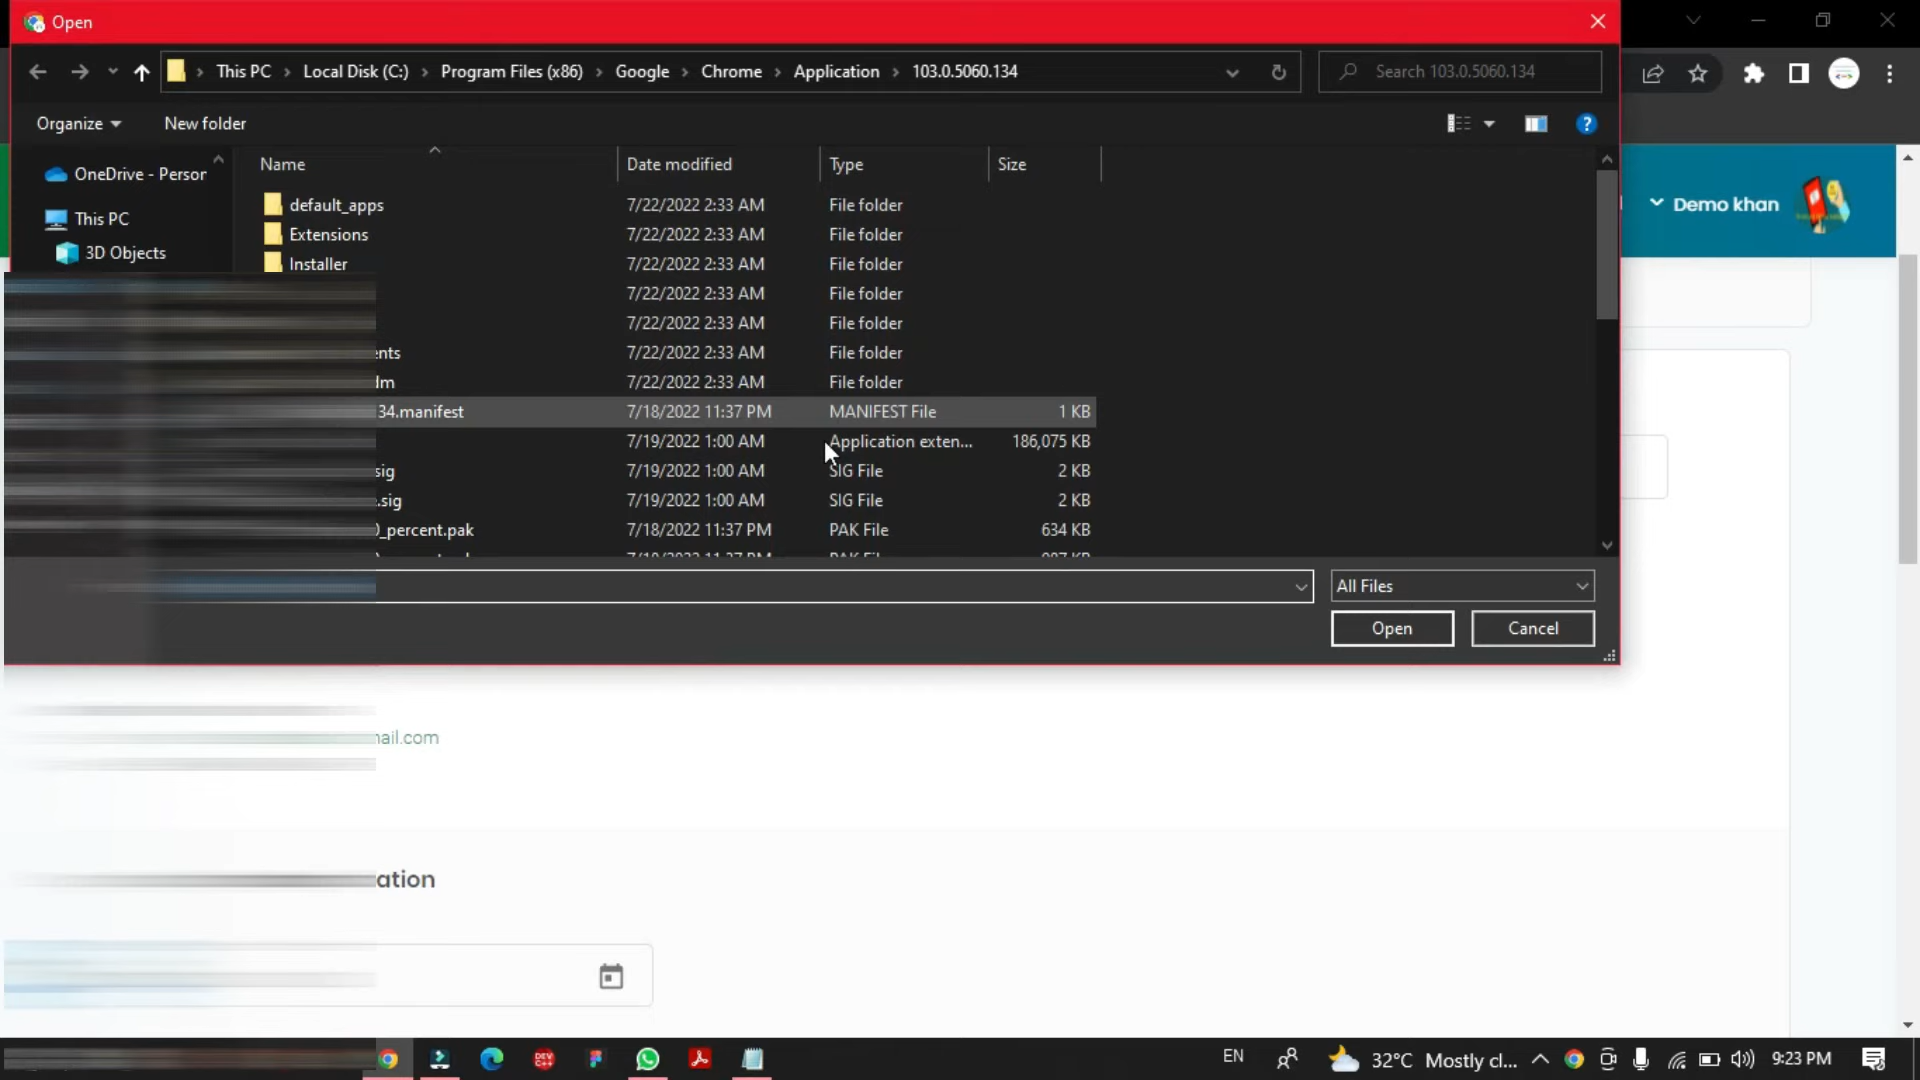 Open
This PC Local Disk (C:) Program Files (x86) Google Chrome Application 103.0.5060.134
Search 103.0.5060.134
Organize New folder
Name Date modified Type Size
OneDrive - Person
This PC
3D Objects
default_apps 7/22/2022 2:33 AM File folder
Extensions 7/22/2022 2:33 AM File folder
Installer 7/22/2022 2:33 AM File folder
7/22/2022 2:33 AM File folder
7/22/2022 2:33 AM File folder
ents 7/22/2022 2:33 AM File folder
dm 7/22/2022 2:33 AM File folder
34.manifest 7/18/2022 11:37 PM MANIFEST File 1 KB
7/19/2022 1:00 AM Application exten... 186,075 KB
sig 7/19/2022 1:00 AM SIG File 2 KB
.sig 7/19/2022 1:00 AM SIG File 2 KB
_percent.pak 7/18/2022 11:37 PM PAK File 634 KB
All Files
Open Cancel
Demo khan
ail.com
ation
EN
32°C Mostly cl...
9:23 PM